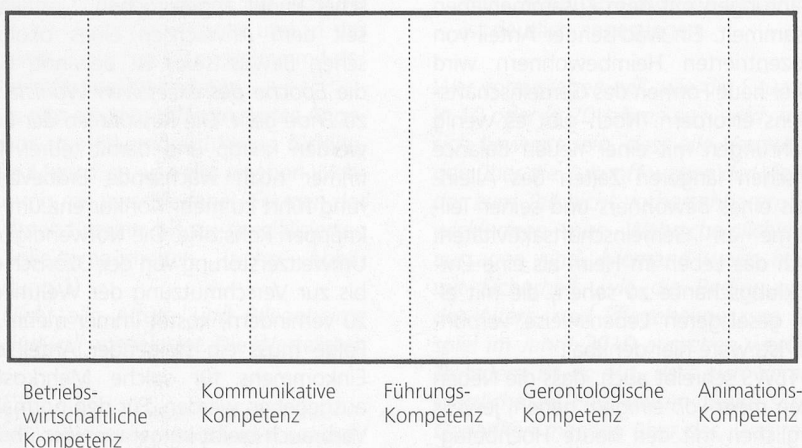 Betriebs-
wirtschaftliche
Kompetenz
Kommunikative
Kompetenz
Führungs-
Kompetenz
Gerontologische
Kompetenz
Animations-
Kompetenz